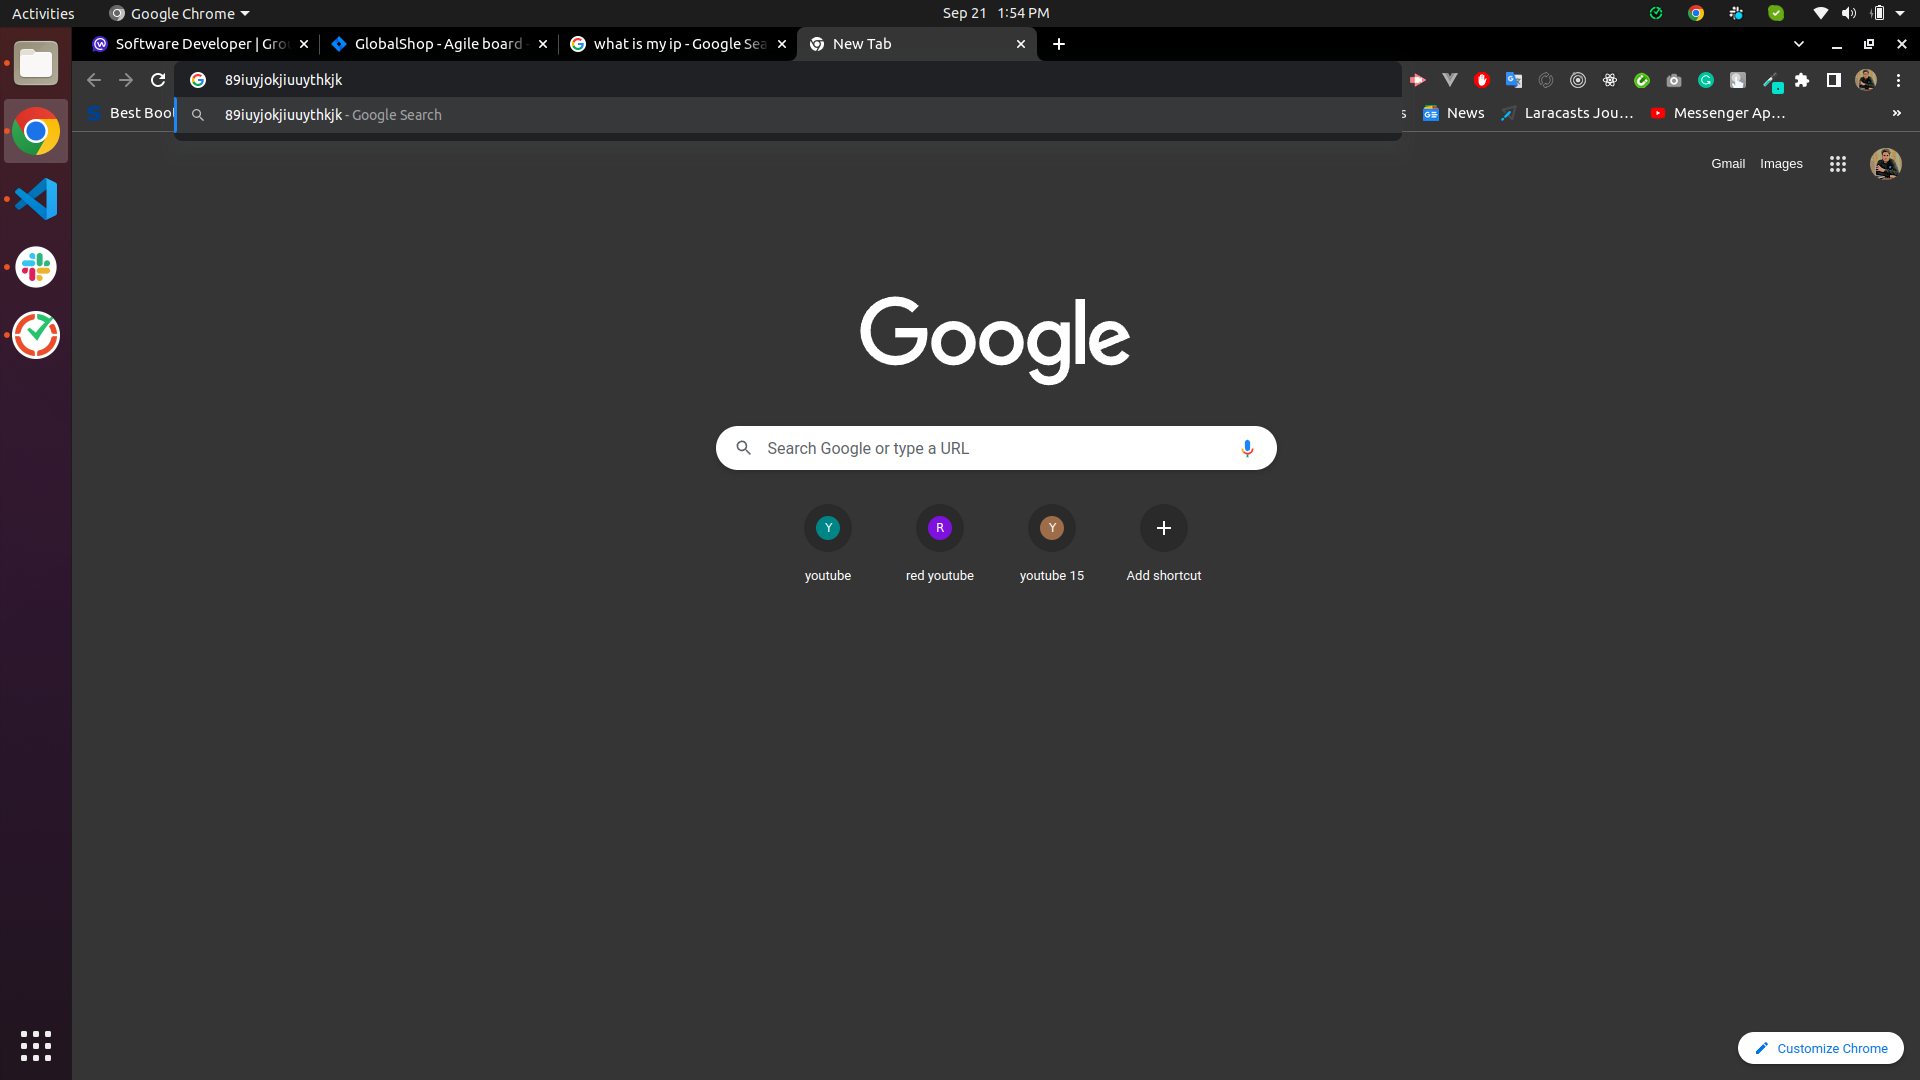 Activities
Google Chrome
Sep 21 1:54 PM
Software Developer | Gro
GlobalShop - Agile board
what is my ip - Google Sea
New Tab
89iuyjokjiuuythkjk
89iuyjokjiuuythkjk - Google Search
News
Laracasts Jou...
Messenger Ap...
»
Best Boo
Gmail
Images
Google
Search Google or type a URL
Y
R
Y
youtube
red youtube
youtube 15
Add shortcut
Customize Chrome